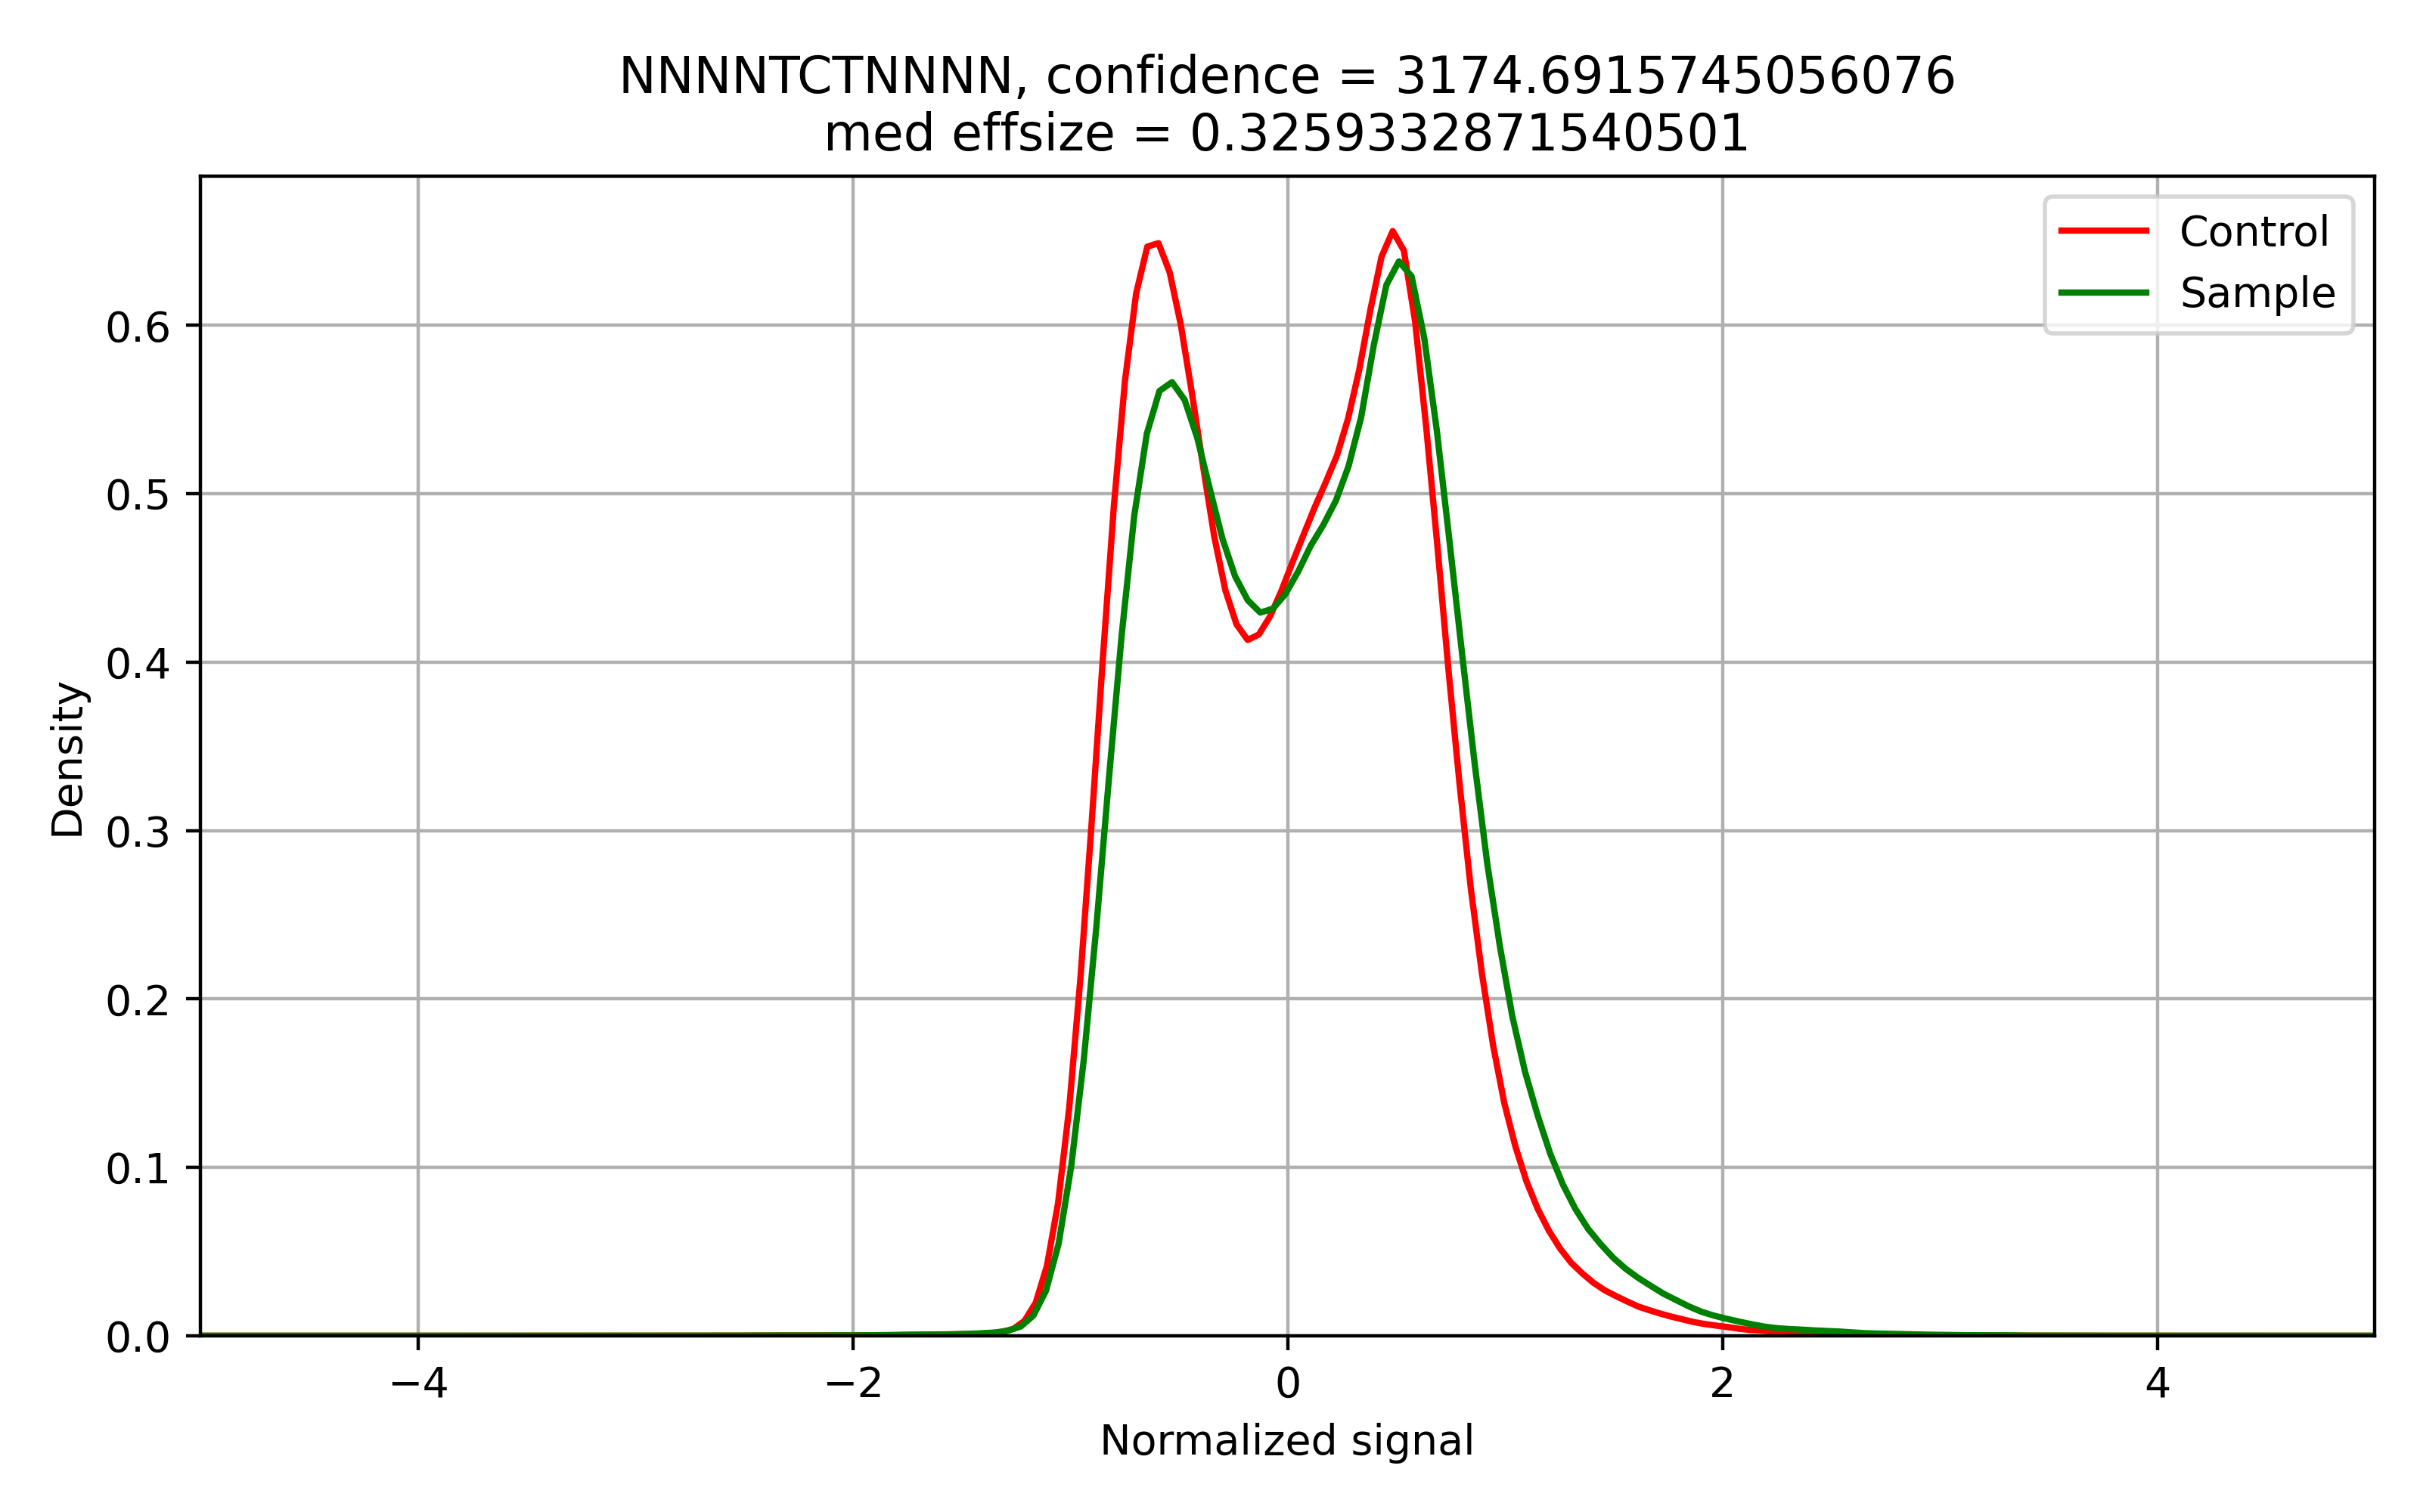 NNNNTCTNNNN, confidence = 3174.6915745056076
med effsize = 0.3259332871540501
Control
Sample
Density
0.6
0.5
0.4
0.3
0.2
0.1
0.0
−4
−2
0
2
4
Normalized signal